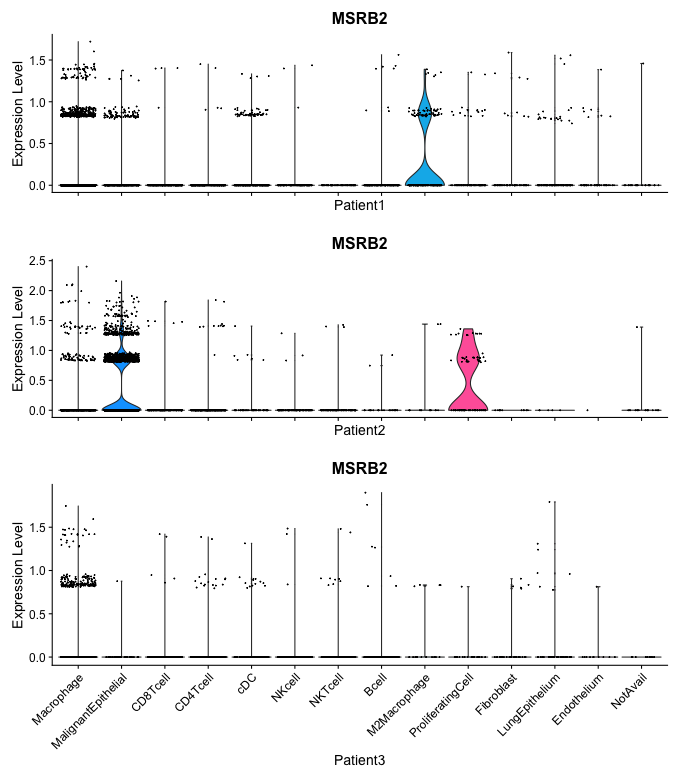 MSRB2
Expression Level
1.5
1.0
0.5
0.0
Patient1
MSRB2
Expression Level
2.5
2.0
1.5
1.0
0.5
0.0
Patient2
MSRB2
Expression Level
1.5
1.0
0.5
0.0
Macrophage
MalignantEpithelial
CD8Tcell
CD4Tcell
cDC
NKcell
NKTcell
Bcell
M2Macrophage
ProliferatingCell
Fibroblast
LungEpithelium
Endothelium
NotAvail
Patient3